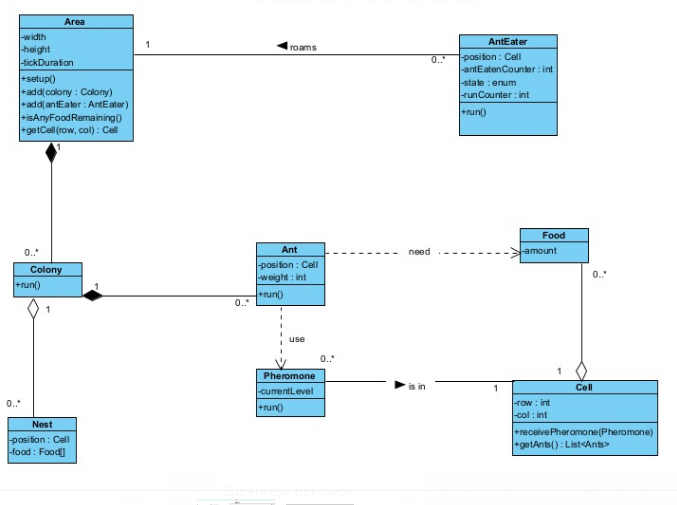 Area
-width
-height
-tickDuration
+setup()
+add(colony : Colony)
+add(antEater : AntEater)
+isAnyFoodRemaining()
+getCell(row, col) : Cell
1
roams
0..*
AntEater
-position : Cell
-antEatenCounter : int
-state : enum
-runCounter : int
+run()
1
0..*
Colony
+run()
1
0..*
Ant
-position : Cell
-weight : int
+run()
need
Food
-amount
0..*
1
use
0..*
Pheromone
-currentLevel
+run()
is in
1
1
Cell
-row : int
-col : int
+receivePheromone(Pheromone)
+getAnts() : List<Ants>
0..*
Nest
-position : Cell
-food : Food[]